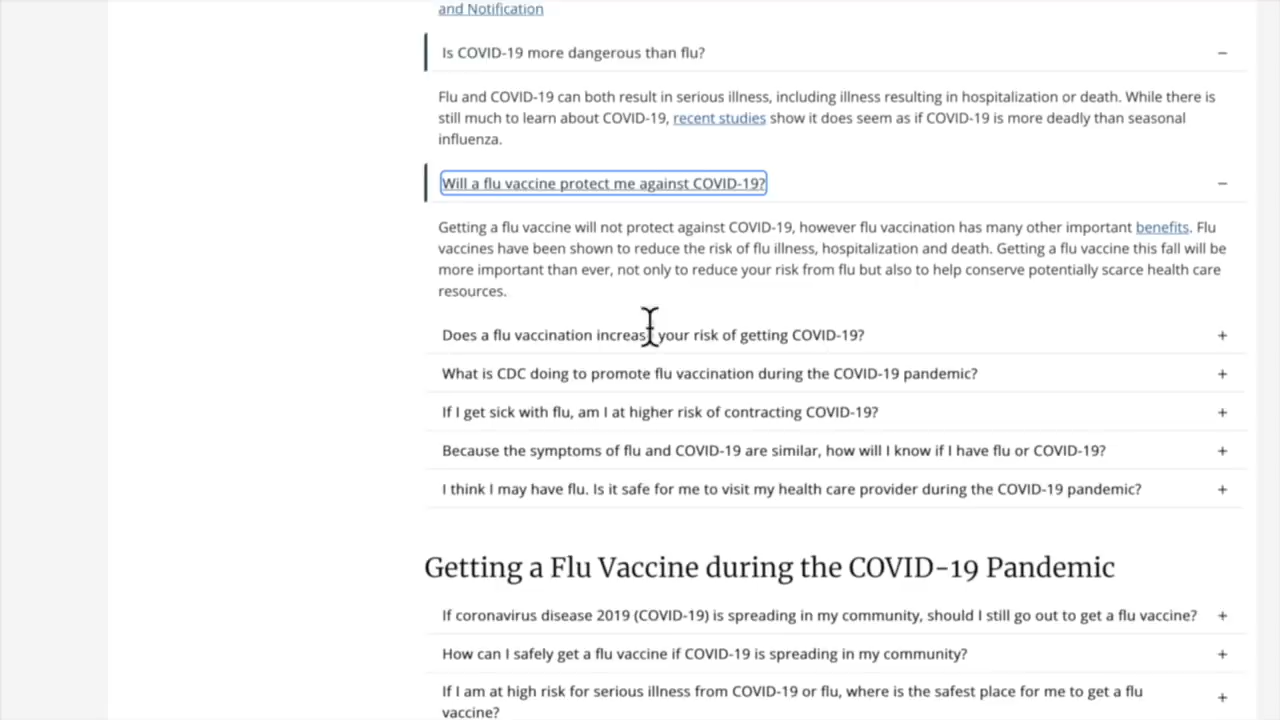 and Notification
Is COVID-19 more dangerous than flu?
−
Flu and COVID-19 can both result in serious illness, including illness resulting in hospitalization or death. While there is
still much to learn about COVID-19, recent studies show it does seem as if COVID-19 is more deadly than seasonal
influenza.
Will a flu vaccine protect me against COVID-19?
−
Getting a flu vaccine will not protect against COVID-19, however flu vaccination has many other important benefits. Flu
vaccines have been shown to reduce the risk of flu illness, hospitalization and death. Getting a flu vaccine this fall will be
more important than ever, not only to reduce your risk from flu but also to help conserve potentially scarce health care
resources.
Does a flu vaccination increase your risk of getting COVID-19?
+
What is CDC doing to promote flu vaccination during the COVID-19 pandemic?
+
If I get sick with flu, am I at higher risk of contracting COVID-19?
+
Because the symptoms of flu and COVID-19 are similar, how will I know if I have flu or COVID-19?
+
I think I may have flu. Is it safe for me to visit my health care provider during the COVID-19 pandemic?
+
Getting a Flu Vaccine during the COVID-19 Pandemic
If coronavirus disease 2019 (COVID-19) is spreading in my community, should I still go out to get a flu vaccine?
+
How can I safely get a flu vaccine if COVID-19 is spreading in my community?
+
If I am at high risk for serious illness from COVID-19 or flu, where is the safest place for me to get a flu
vaccine?
+